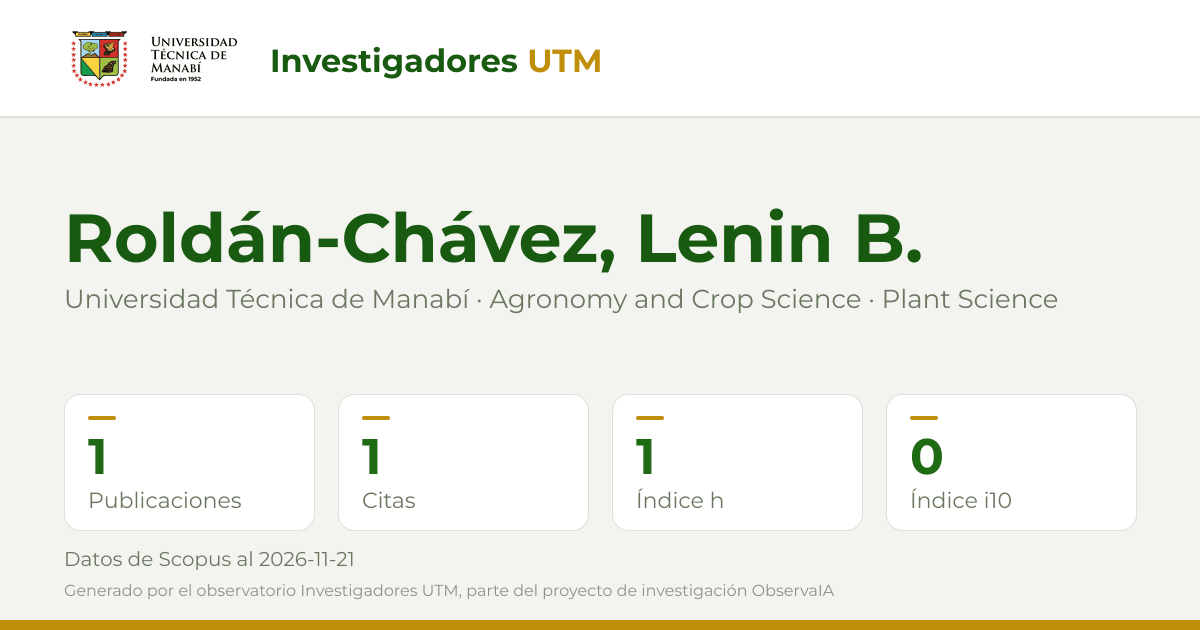 UNIVERSIDAD
TÉCNICA DE
MANABÍ
Fundada en 1952
Investigadores UTM
Roldán-Chávez, Lenin B.
Universidad Técnica de Manabí · Agronomy and Crop Science · Plant Science
1
Publicaciones
1
Citas
1
Índice h
0
Índice i10
Datos de Scopus al 2026-11-21
Generado por el observatorio Investigadores UTM, parte del proyecto de investigación ObservaIA